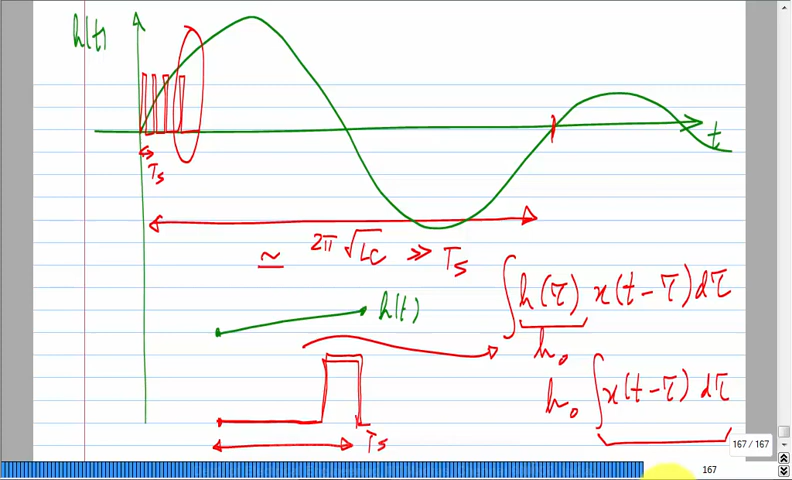 h(t)
t
Ts
≃ 2π √LC ≫ Ts
h(t)
∫ h(τ) x(t-τ)dτ
h₀
h₀ ∫ x(t-τ) dτ
Ts
167 / 167
167